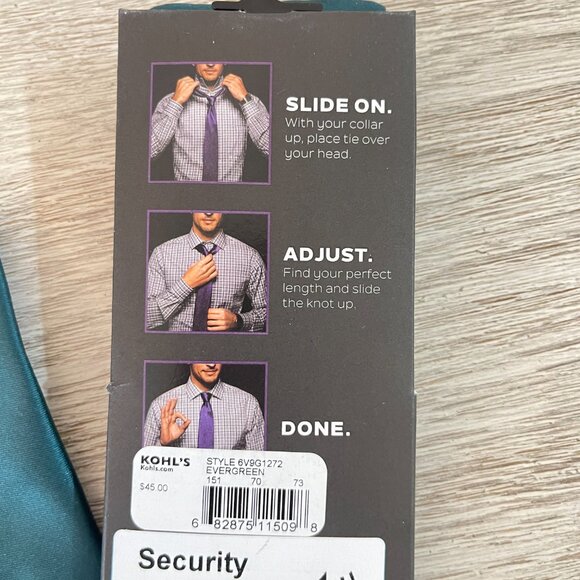 SLIDE ON.
With your collar
up, place tie over
your head.
ADJUST.
Find your perfect
length and slide
the knot up.
DONE.
KOHL'S
Kohls.com
$45.00
STYLE 6V9G1272
EVERGREEN
151 70 73
6 82875 11509 8
Security